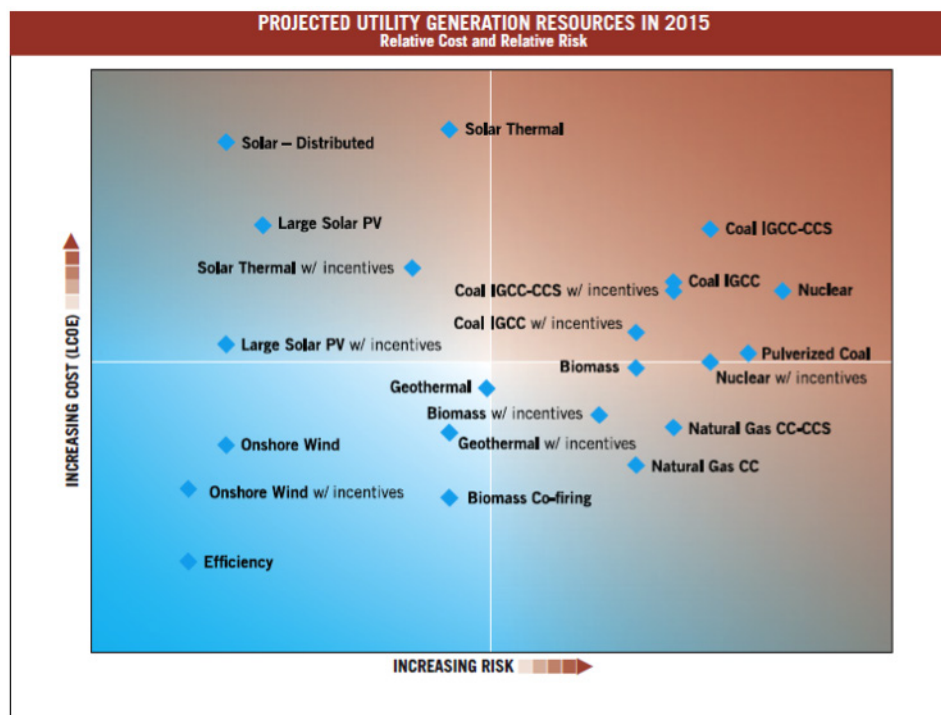 PROJECTED UTILITY GENERATION RESOURCES IN 2015
Relative Cost and Relative Risk
Solar Thermal
Solar – Distributed
Large Solar PV
Coal IGCC-CCS
Solar Thermal w/ incentives
Coal IGCC
Coal IGCC-CCS w/ incentives
Nuclear
Coal IGCC w/ incentives
Large Solar PV w/ incentives
Pulverized Coal
Biomass
Nuclear w/ incentives
Geothermal
Biomass w/ incentives
Natural Gas CC-CCS
Onshore Wind
Geothermal w/ incentives
Natural Gas CC
Onshore Wind w/ incentives
Biomass Co-firing
Efficiency
INCREASING COST (LCOE)
INCREASING RISK